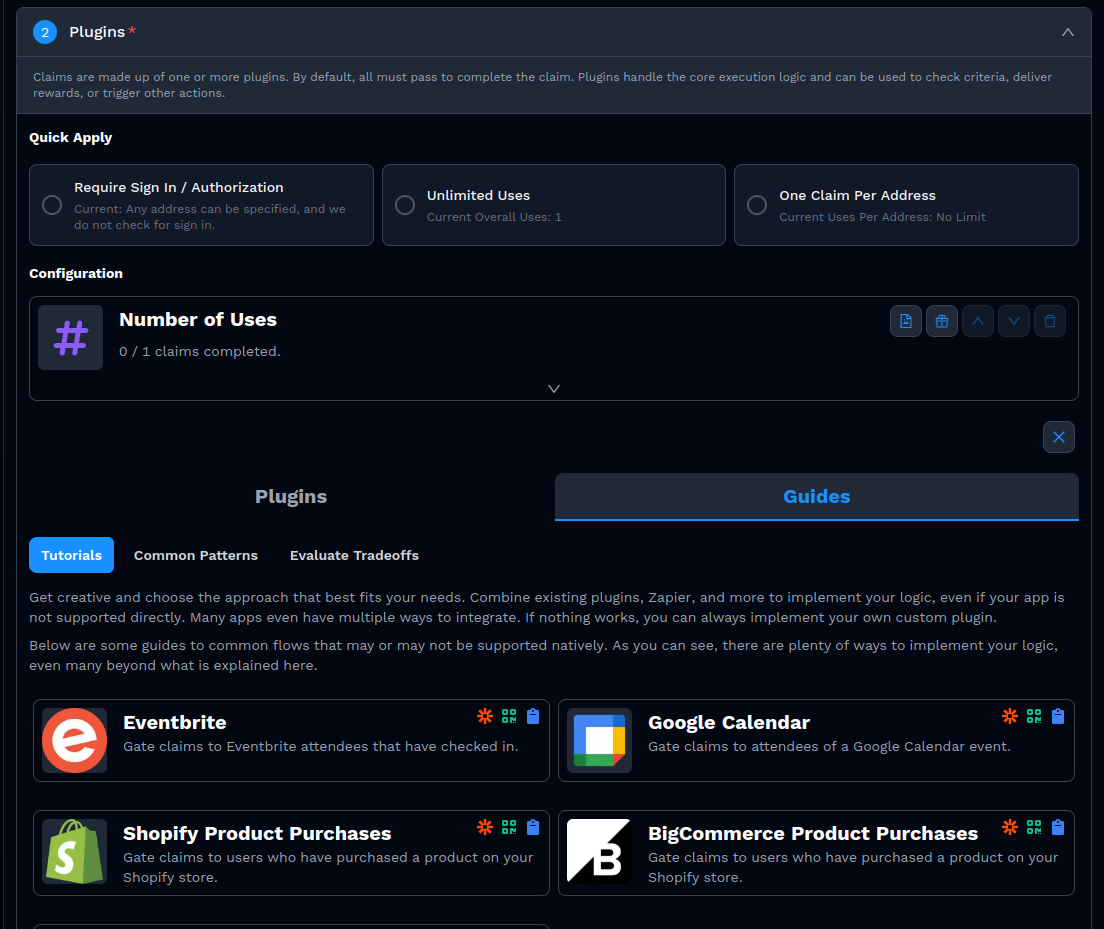 2 Plugins *
Claims are made up of one or more plugins. By default, all must pass to complete the claim. Plugins handle the core execution logic and can be used to check criteria, deliver
rewards, or trigger other actions.
Quick Apply
Require Sign In / Authorization
Current: Any address can be specified, and we
do not check for sign in.
Unlimited Uses
Current Overall Uses: 1
One Claim Per Address
Current Uses Per Address: No Limit
Configuration
Number of Uses
0 / 1 claims completed.
Plugins
Guides
Tutorials
Common Patterns
Evaluate Tradeoffs
Get creative and choose the approach that best fits your needs. Combine existing plugins, Zapier, and more to implement your logic, even if your app is
not supported directly. Many apps even have multiple ways to integrate. If nothing works, you can always implement your own custom plugin.
Below are some guides to common flows that may or may not be supported natively. As you can see, there are plenty of ways to implement your logic,
even many beyond what is explained here.
Eventbrite
Gate claims to Eventbrite attendees that have checked in.
Google Calendar
Gate claims to attendees of a Google Calendar event.
Shopify Product Purchases
Gate claims to users who have purchased a product on your
Shopify store.
BigCommerce Product Purchases
Gate claims to users who have purchased a product on your
Shopify store.